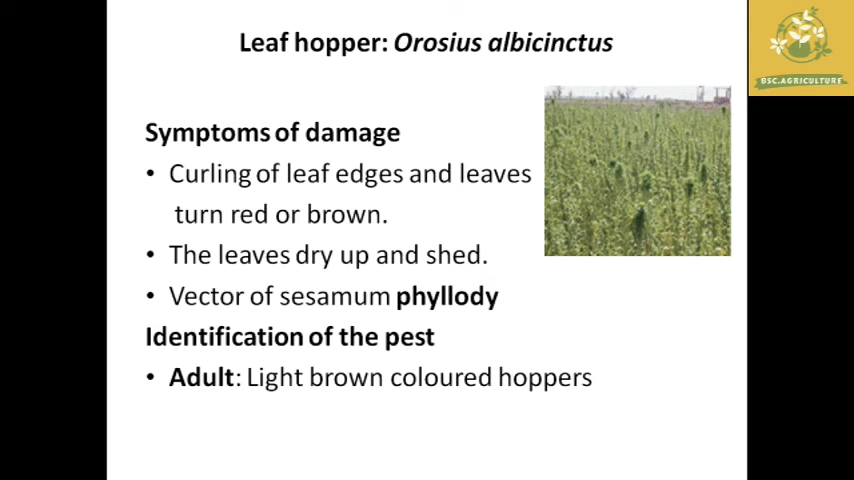 Leaf hopper: Orosius albicinctus
BSC.AGRICULTURE
Symptoms of damage
• Curling of leaf edges and leaves
turn red or brown.
• The leaves dry up and shed.
• Vector of sesamum phyllody
Identification of the pest
• Adult: Light brown coloured hoppers